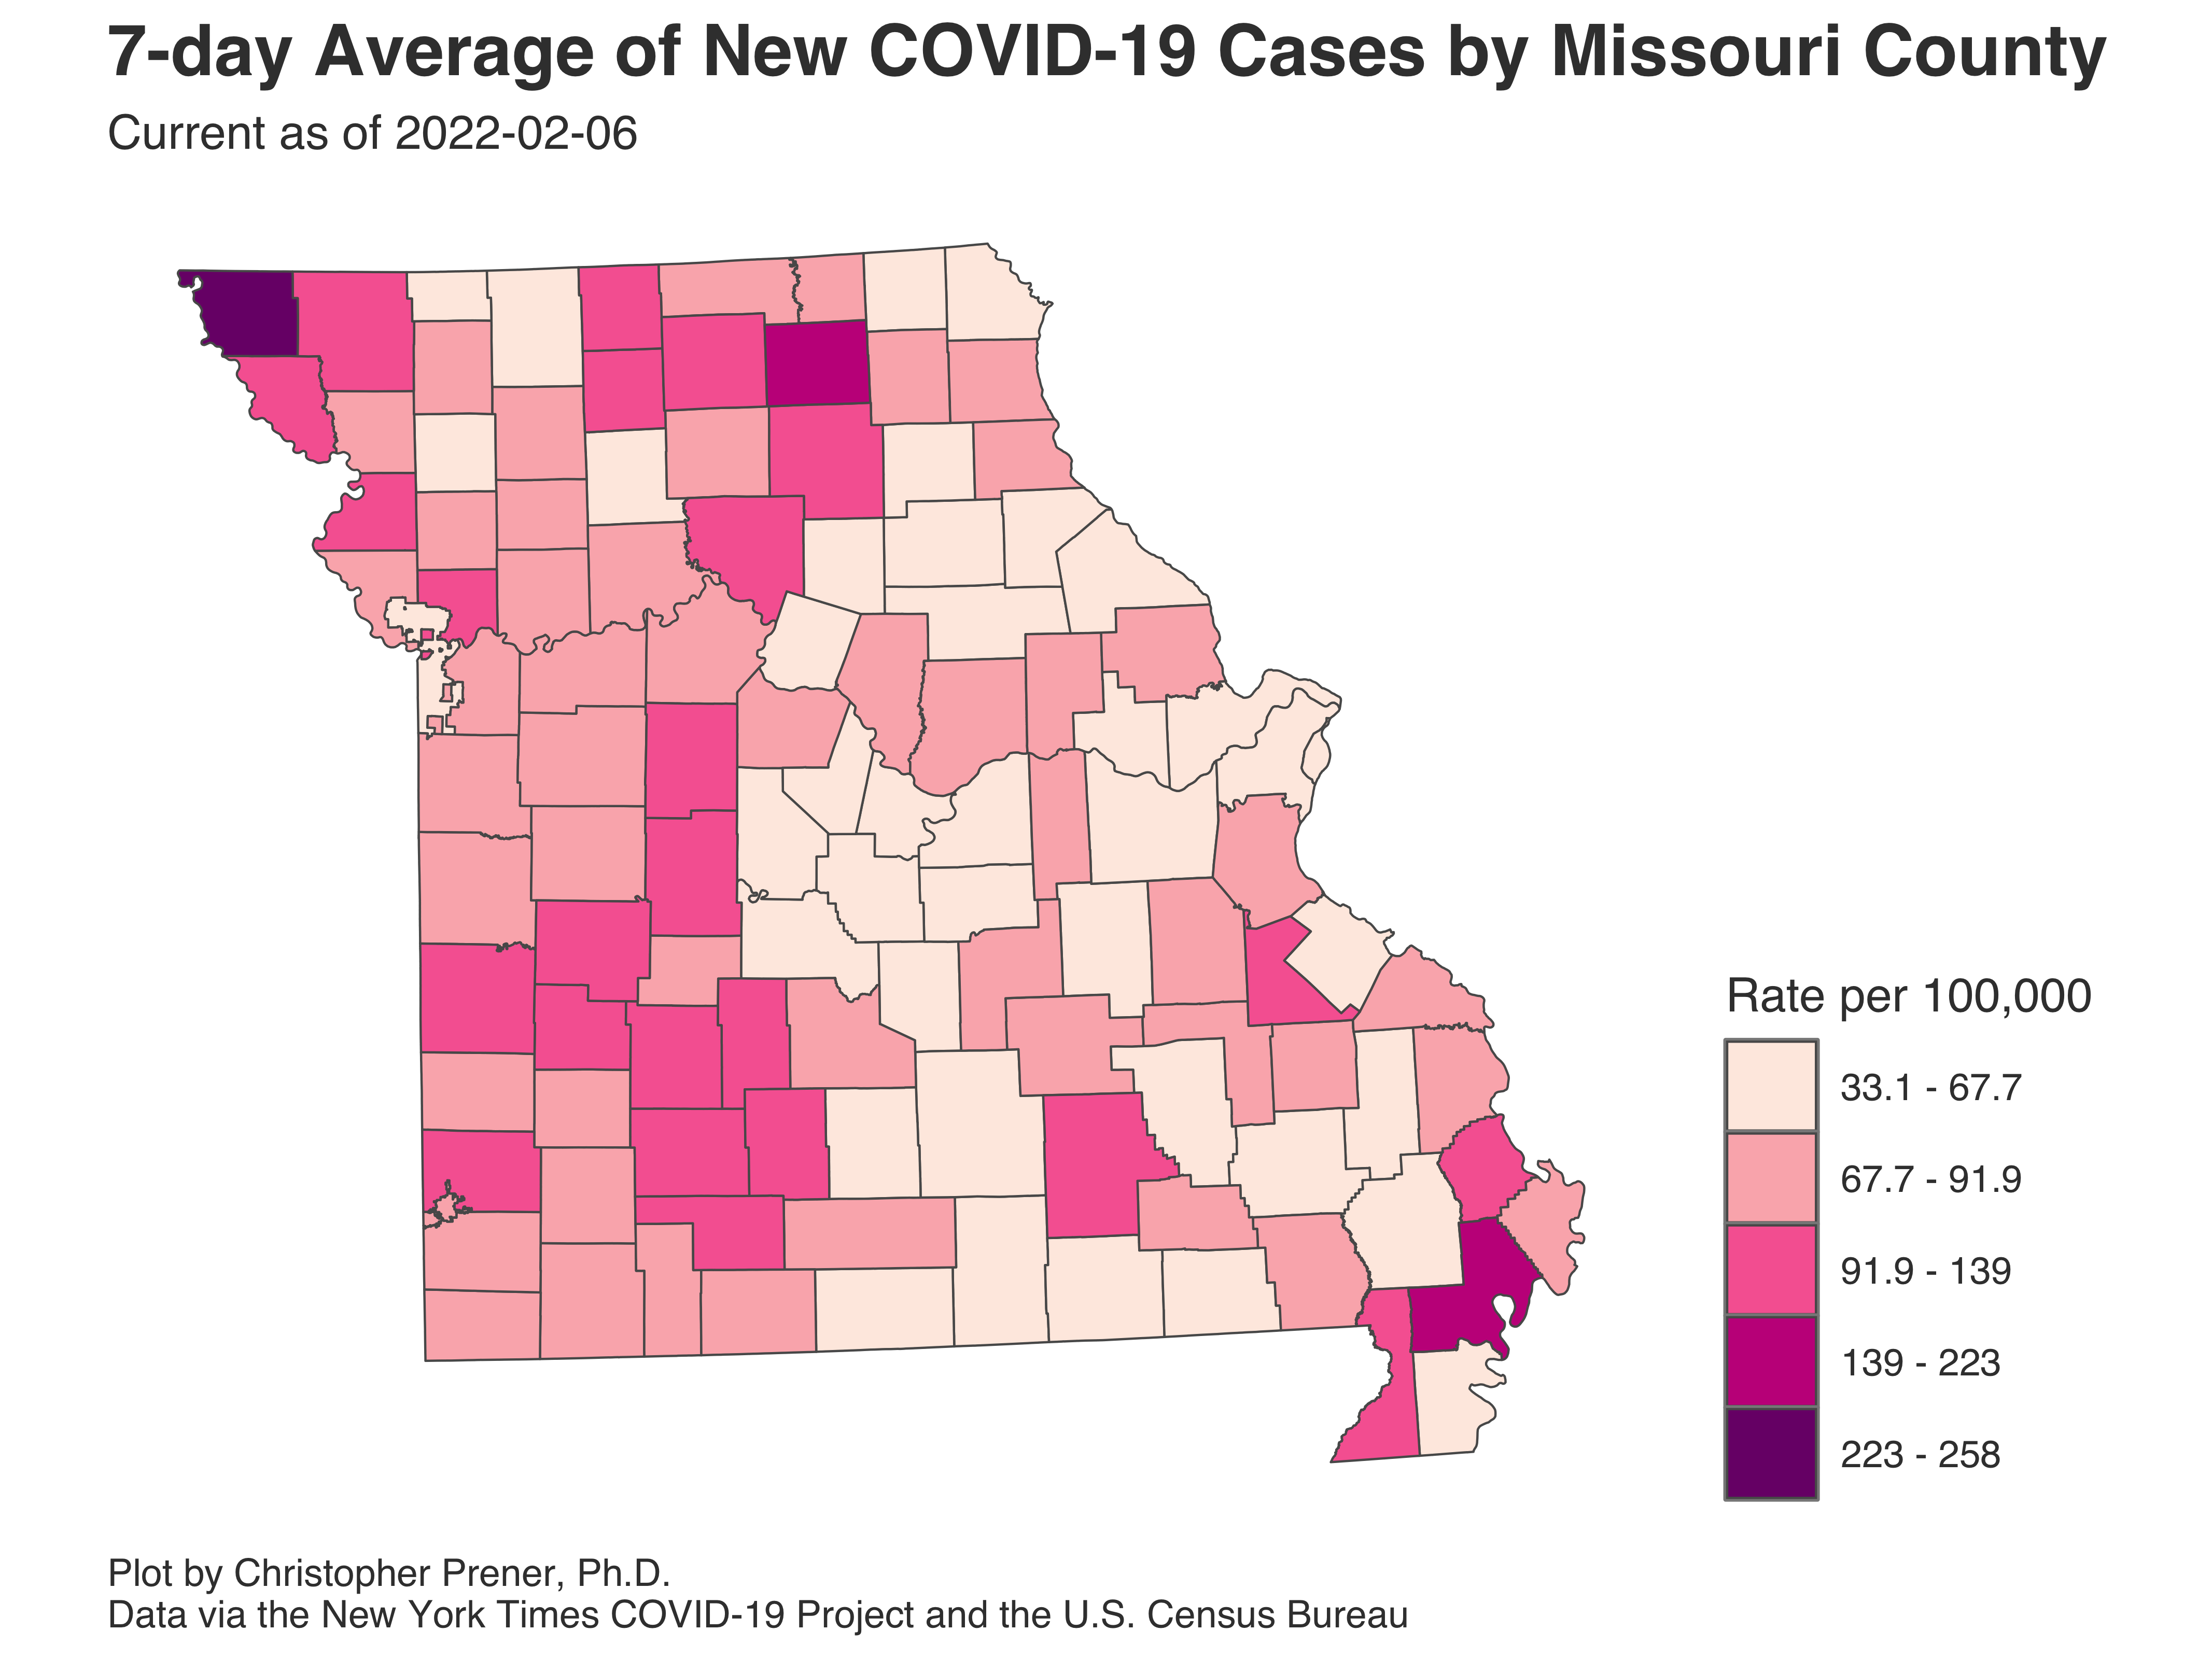 7-day Average of New COVID-19 Cases by Missouri County
Current as of 2022-02-06
Rate per 100,000
33.1 - 67.7
67.7 - 91.9
91.9 - 139
139 - 223
223 - 258
Plot by Christopher Prener, Ph.D.
Data via the New York Times COVID-19 Project and the U.S. Census Bureau